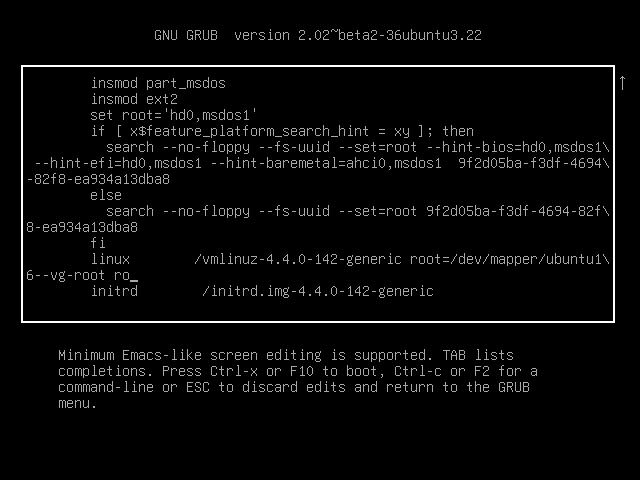 GNU GRUB  version 2.02~beta2-36ubuntu3.22
insmod part_msdos
insmod ext2
set root='hd0,msdos1'
if [ x$feature_platform_search_hint = xy ]; then
search --no-floppy --fs-uuid --set=root --hint-bios=hd0,msdos1\
--hint-efi=hd0,msdos1 --hint-baremetal=ahci0,msdos1  9f2d05ba-f3df-4694\
-82f8-ea934a13dba8
else
search --no-floppy --fs-uuid --set=root 9f2d05ba-f3df-4694-82f\
8-ea934a13dba8
fi
linux        /vmlinuz-4.4.0-142-generic root=/dev/mapper/ubuntu1\
6--vg-root ro_
initrd        /initrd.img-4.4.0-142-generic
Minimum Emacs-like screen editing is supported. TAB lists
completions. Press Ctrl-x or F10 to boot, Ctrl-c or F2 for a
command-line or ESC to discard edits and return to the GRUB
menu.